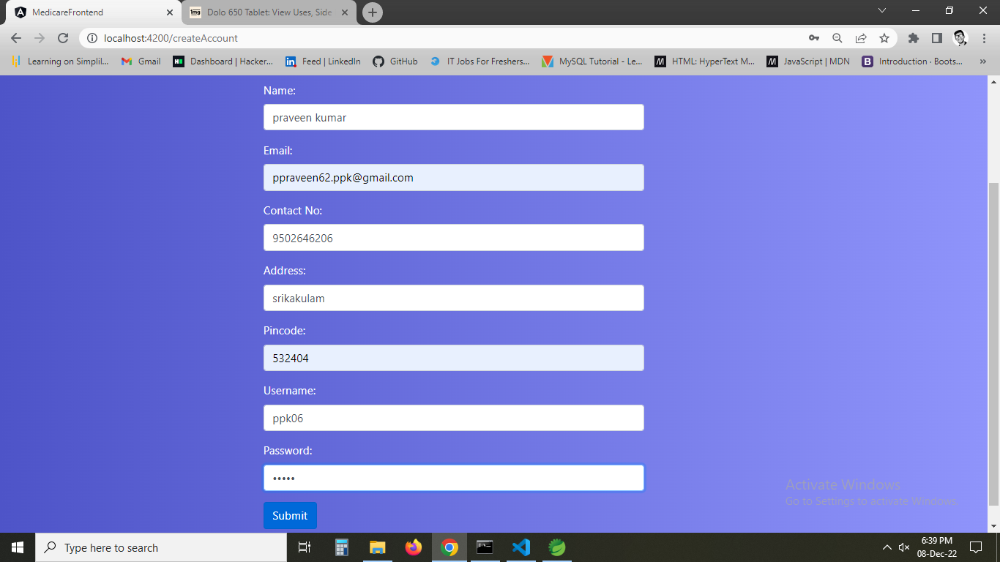 MedicareFrontend
1mg Dolo 650 Tablet: View Uses, Side
localhost:4200/createAccount
Learning on Simplil... Gmail Dashboard | Hacker... Feed | LinkedIn GitHub IT Jobs For Freshers... MySQL Tutorial - Le... HTML: HyperText M... JavaScript | MDN Introduction · Boots... »
Name:
praveen kumar
Email:
ppraveen62.ppk@gmail.com
Contact No:
9502646206
Address:
srikakulam
Pincode:
532404
Username:
ppk06
Password:
•••••
Submit
Activate Windows
Go to Settings to activate Windows.
Type here to search
6:39 PM
08-Dec-22